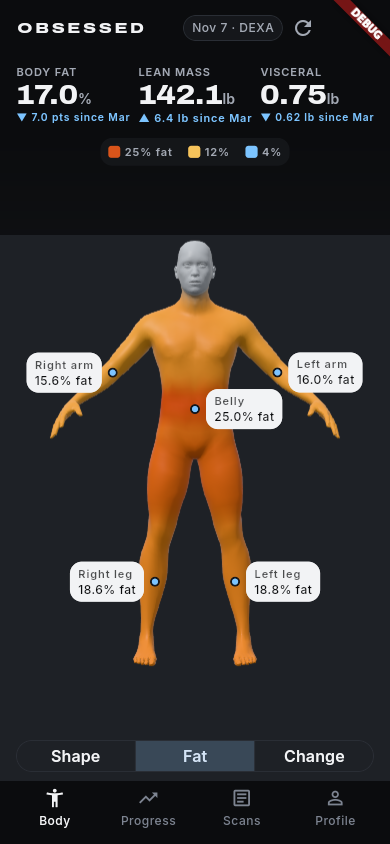 OBSESSED
Nov 7 · DEXA
DEBUG
BODY FAT
17.0%
▼ 7.0 pts since Mar
LEAN MASS
142.1lb
▲ 6.4 lb since Mar
VISCERAL
0.75lb
▼ 0.62 lb since Mar
25% fat 12% 4%
Right arm
15.6% fat
Left arm
16.0% fat
Belly
25.0% fat
Right leg
18.6% fat
Left leg
18.8% fat
Shape Fat Change
Body Progress Scans Profile